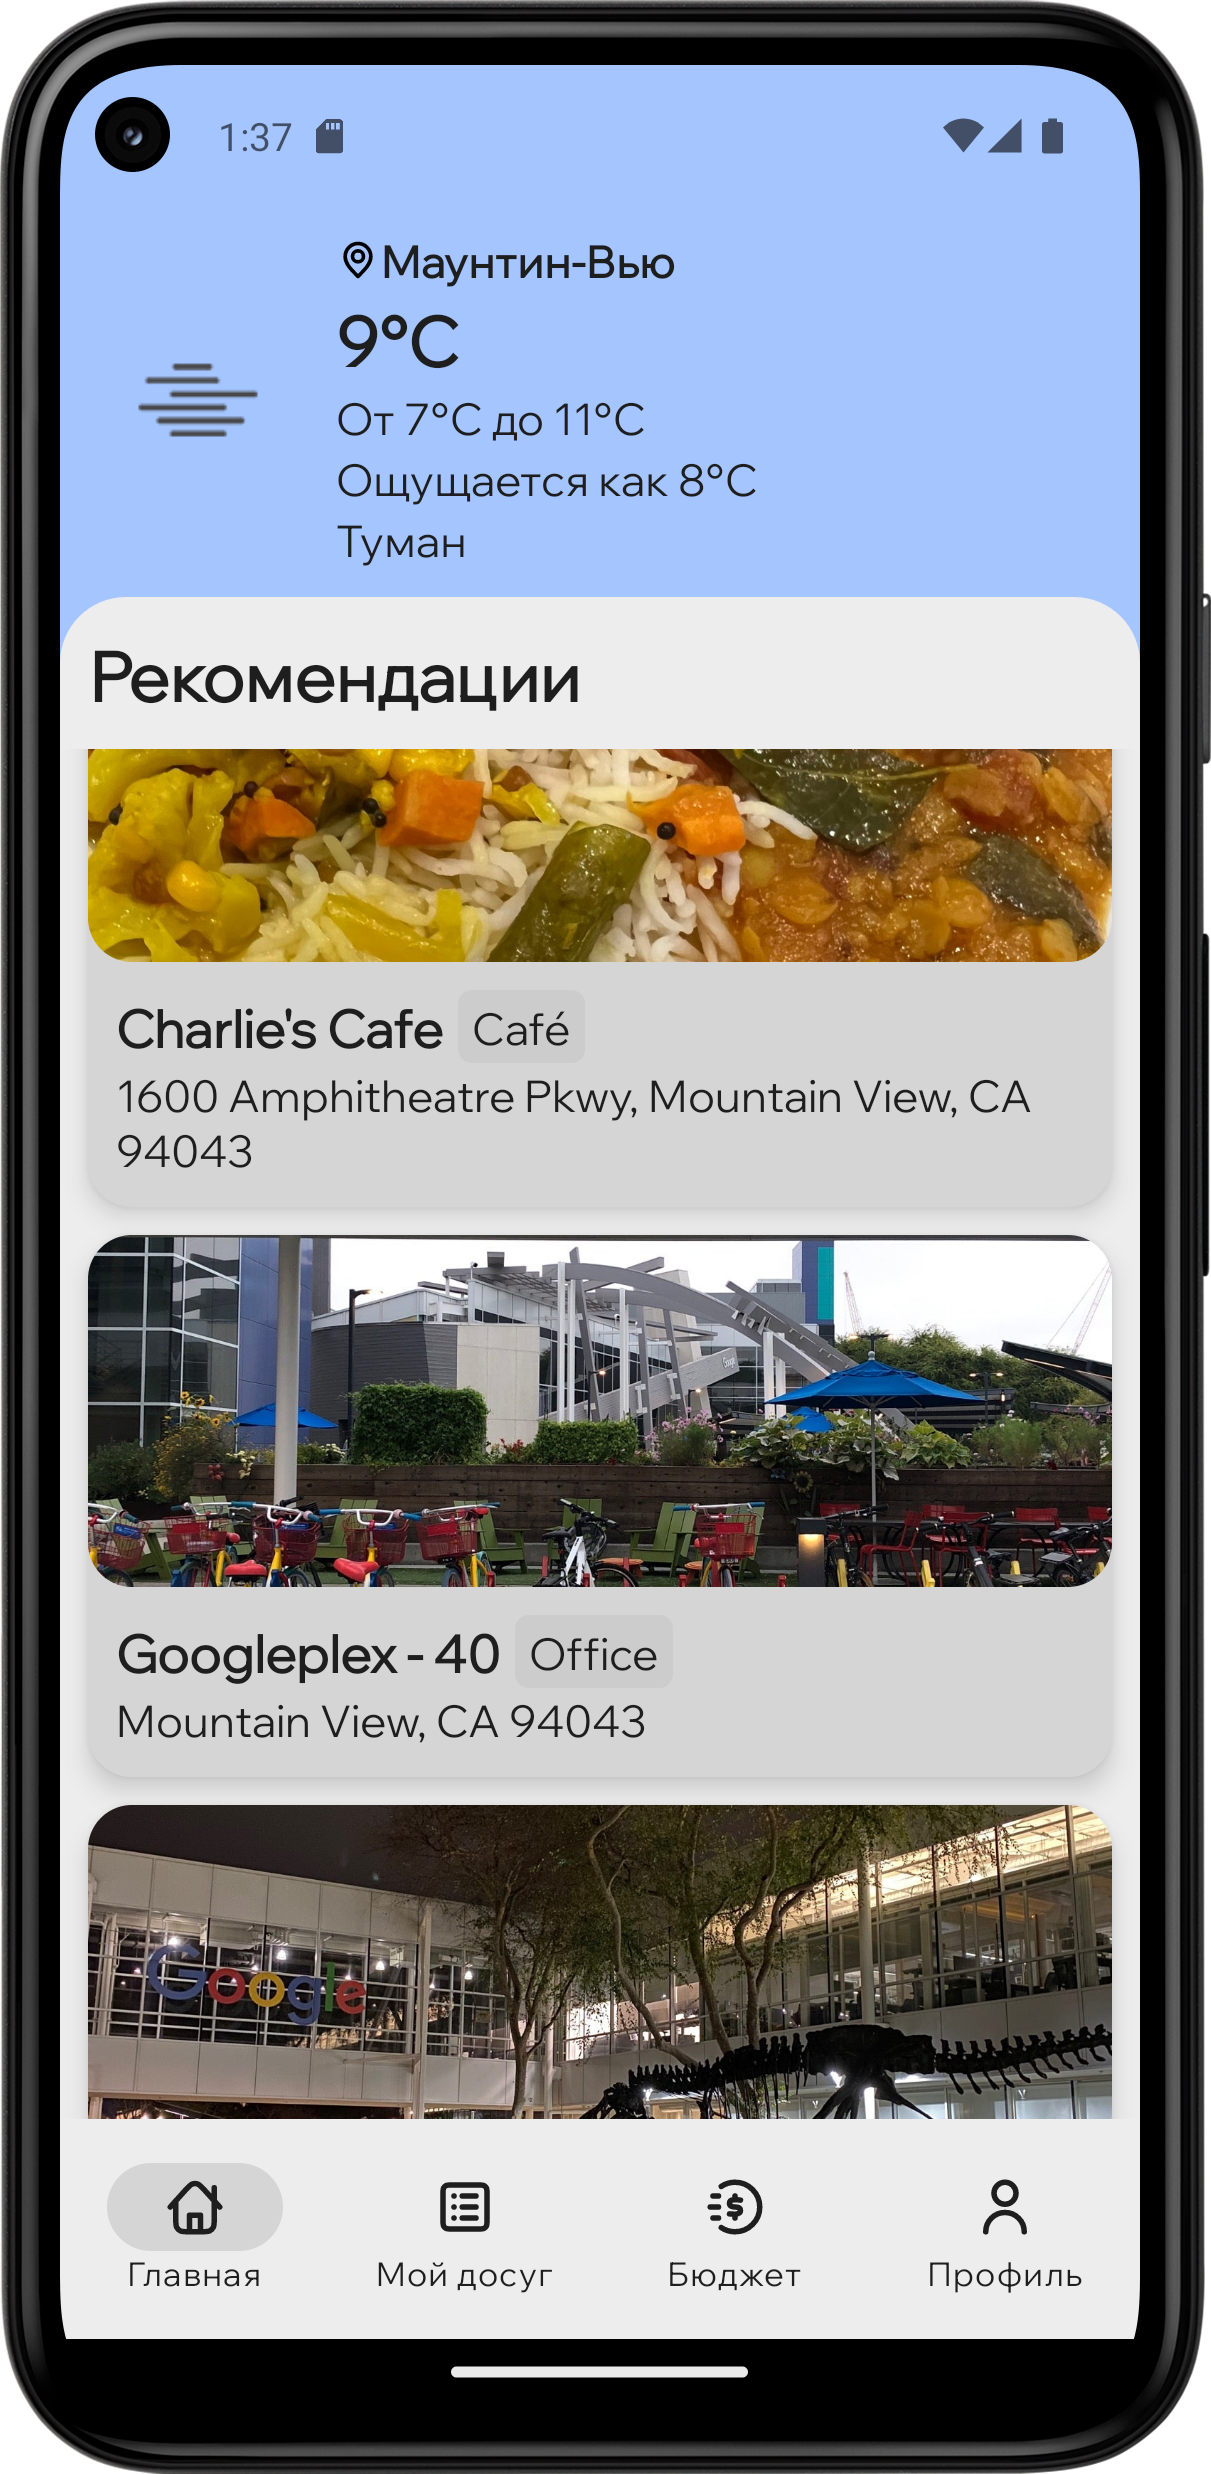 1:37
Маунтин-Вью
9°C
От 7°C до 11°C
Ощущается как 8°C
Туман
Рекомендации
Charlie's Cafe Café
1600 Amphitheatre Pkwy, Mountain View, CA
94043
Googleplex - 40 Office
Mountain View, CA 94043
Google
Главная Мой досуг Бюджет Профиль